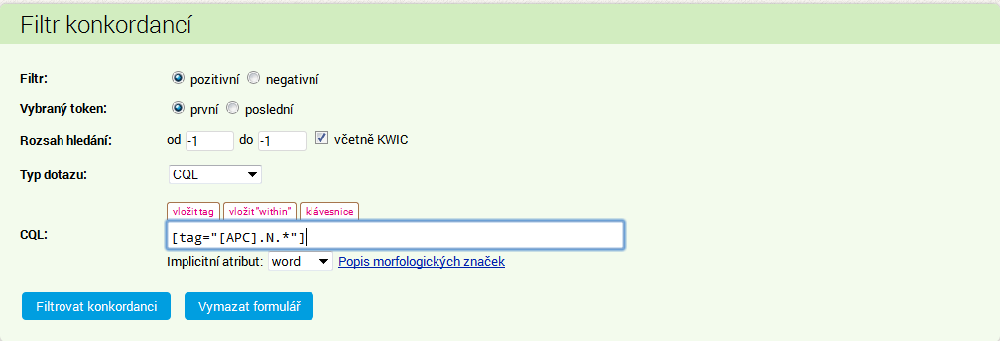 Filtr konkordancí
Filtr: pozitivní negativní
Vybraný token: první poslední
Rozsah hledání: od -1 do -1 včetně KWIC
Typ dotazu: CQL
vložit tag vložit "within" klávesnice
CQL: [tag="[APC].N.*"]
Implicitní atribut: word Popis morfologických značek
Filtrovat konkordanci Vymazat formulář